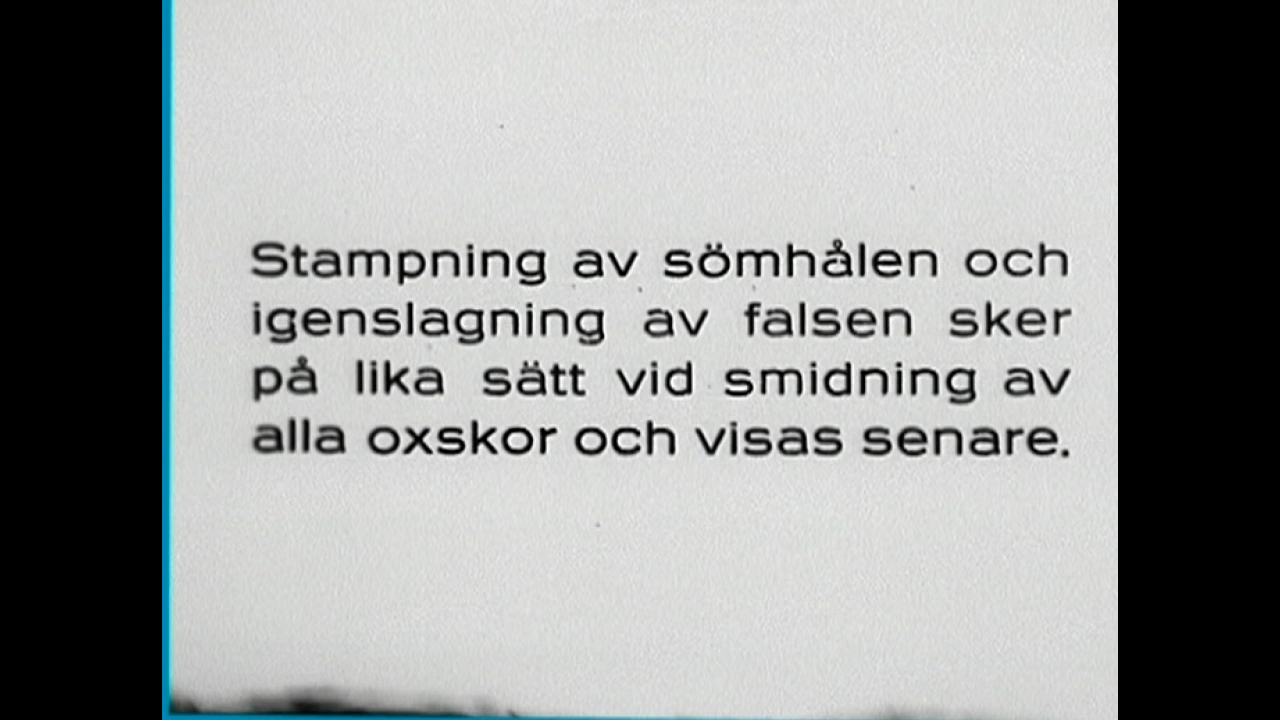 Stampning av sömhålen och
igenslagning av falsen sker
på lika sätt vid smidning av
alla oxskor och visas senare.